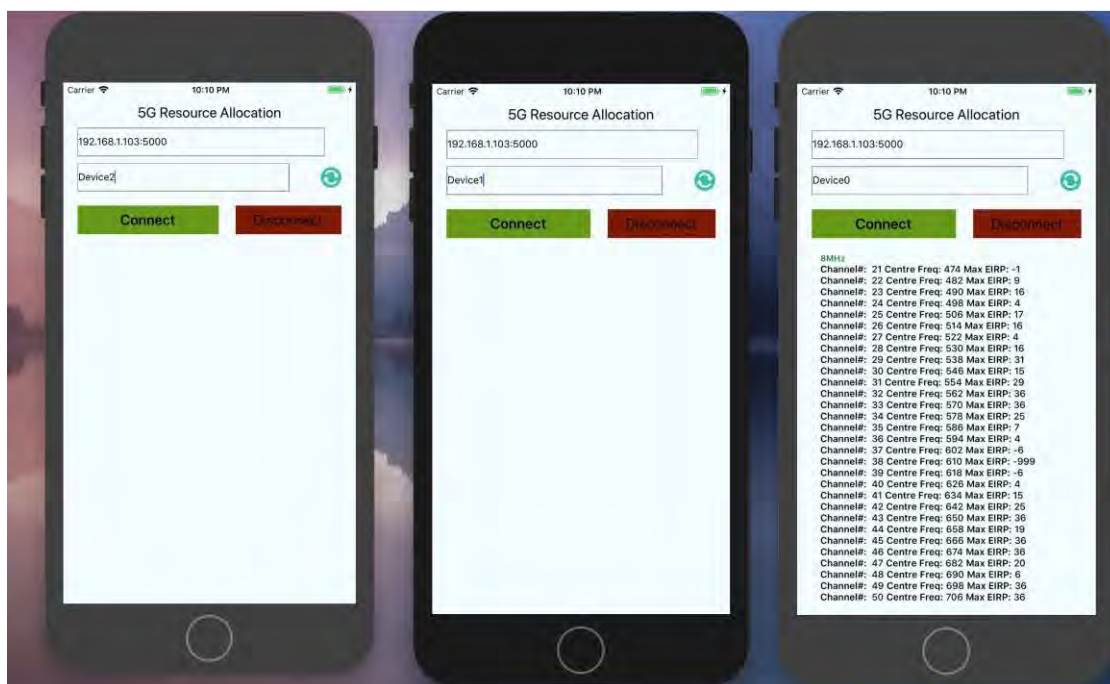 Carrier 10:10 PM
5G Resource Allocation
192.168.1.103:5000
Device2
Connect Disconnect
Carrier 10:10 PM
5G Resource Allocation
192.168.1.103:5000
Device1
Connect Disconnect
Carrier 10:10 PM
5G Resource Allocation
192.168.1.103:5000
Device0
Connect Disconnect
8MHz
Channel#: 21 Centre Freq: 474 Max EIRP: -1
Channel#: 22 Centre Freq: 482 Max EIRP: 9
Channel#: 23 Centre Freq: 490 Max EIRP: 16
Channel#: 24 Centre Freq: 498 Max EIRP: 4
Channel#: 25 Centre Freq: 506 Max EIRP: 17
Channel#: 26 Centre Freq: 514 Max EIRP: 16
Channel#: 27 Centre Freq: 522 Max EIRP: 4
Channel#: 28 Centre Freq: 530 Max EIRP: 16
Channel#: 29 Centre Freq: 538 Max EIRP: 31
Channel#: 30 Centre Freq: 546 Max EIRP: 15
Channel#: 31 Centre Freq: 554 Max EIRP: 29
Channel#: 32 Centre Freq: 562 Max EIRP: 36
Channel#: 33 Centre Freq: 570 Max EIRP: 36
Channel#: 34 Centre Freq: 578 Max EIRP: 25
Channel#: 35 Centre Freq: 586 Max EIRP: 7
Channel#: 36 Centre Freq: 594 Max EIRP: 4
Channel#: 37 Centre Freq: 602 Max EIRP: -6
Channel#: 38 Centre Freq: 610 Max EIRP: -999
Channel#: 39 Centre Freq: 618 Max EIRP: -6
Channel#: 40 Centre Freq: 626 Max EIRP: 4
Channel#: 41 Centre Freq: 634 Max EIRP: 15
Channel#: 42 Centre Freq: 642 Max EIRP: 25
Channel#: 43 Centre Freq: 650 Max EIRP: 36
Channel#: 44 Centre Freq: 658 Max EIRP: 19
Channel#: 45 Centre Freq: 666 Max EIRP: 36
Channel#: 46 Centre Freq: 674 Max EIRP: 36
Channel#: 47 Centre Freq: 682 Max EIRP: 20
Channel#: 48 Centre Freq: 690 Max EIRP: 6
Channel#: 49 Centre Freq: 698 Max EIRP: 36
Channel#: 50 Centre Freq: 706 Max EIRP: 36